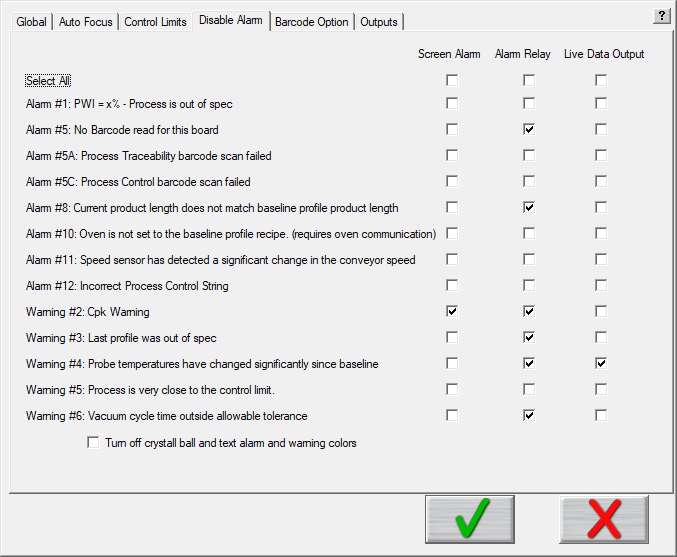 ?
Global Auto Focus Control Limits Disable Alarm Barcode Option Outputs
Screen Alarm Alarm Relay Live Data Output
Select All
Alarm #1: PWI = x% - Process is out of spec
Alarm #5: No Barcode read for this board
Alarm #5A: Process Traceability barcode scan failed
Alarm #5C: Process Control barcode scan failed
Alarm #8: Current product length does not match baseline profile product length
Alarm #10: Oven is not set to the baseline profile recipe. (requires oven communication)
Alarm #11: Speed sensor has detected a significant change in the conveyor speed
Alarm #12: Incorrect Process Control String
Warning #2: Cpk Warning
Warning #3: Last profile was out of spec
Warning #4: Probe temperatures have changed significantly since baseline
Warning #5: Process is very close to the control limit.
Warning #6: Vacuum cycle time outside allowable tolerance
Turn off crystall ball and text alarm and warning colors